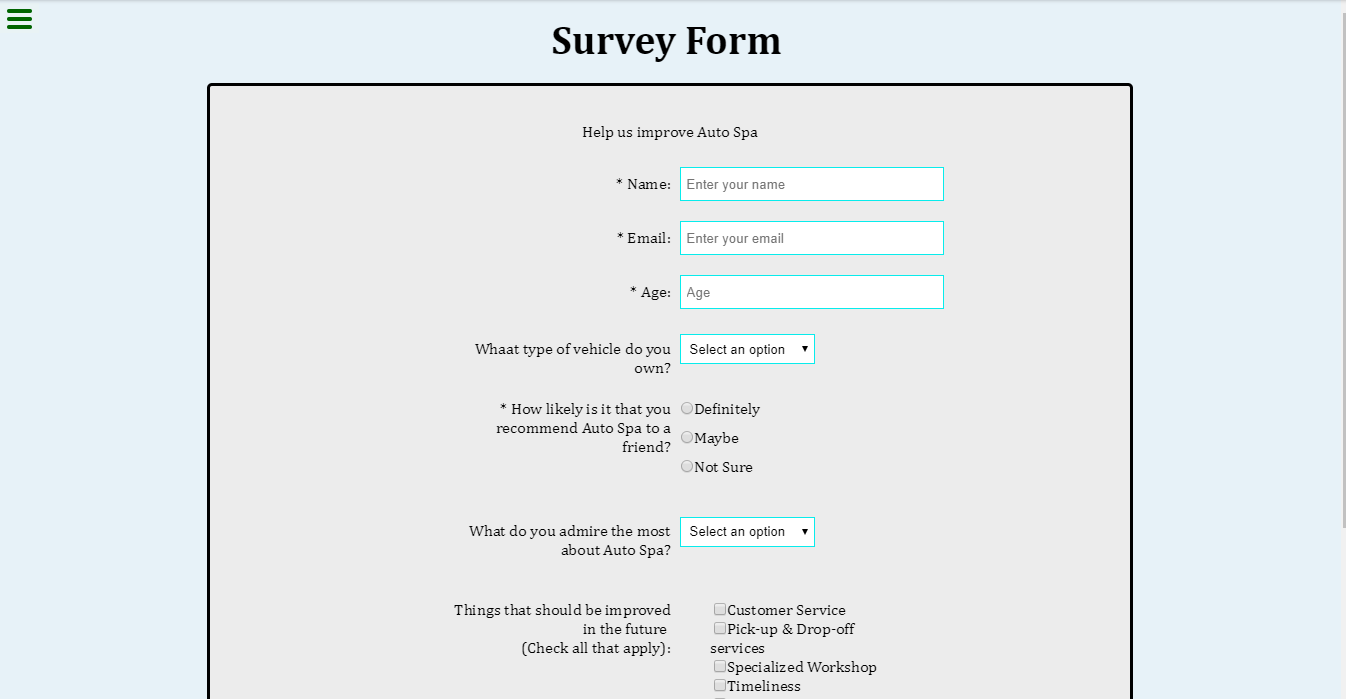 Survey Form
Help us improve Auto Spa
* Name:
Enter your name
* Email:
Enter your email
* Age:
Age
Whaat type of vehicle do you
own?
Select an option
* How likely is it that you
recommend Auto Spa to a
friend?
Definitely
Maybe
Not Sure
What do you admire the most
about Auto Spa?
Select an option
Things that should be improved
in the future
(Check all that apply):
Customer Service
Pick-up & Drop-off
services
Specialized Workshop
Timeliness